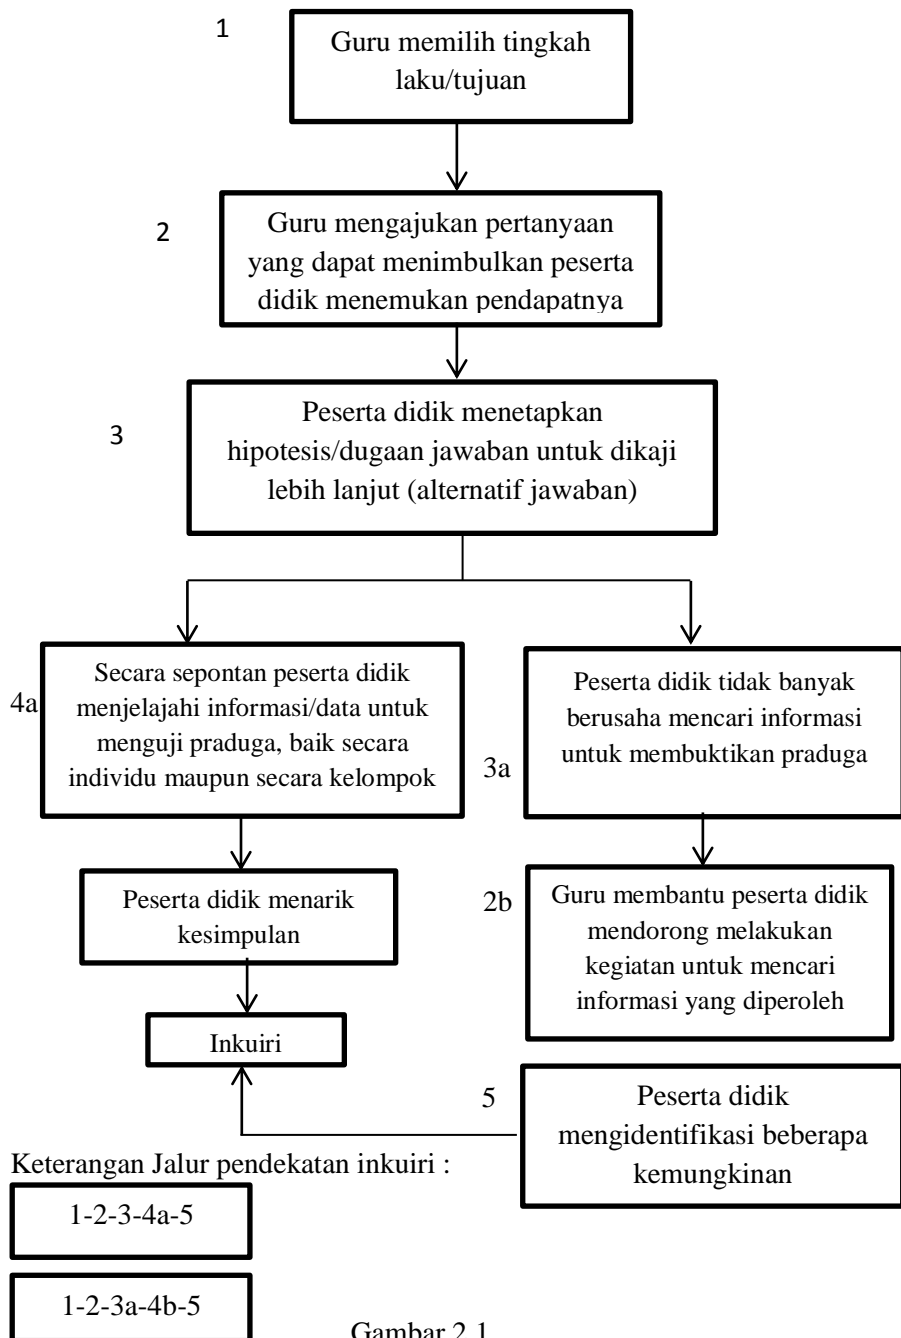 1
Guru memilih tingkah
laku/tujuan
2
Guru mengajukan pertanyaan
yang dapat menimbulkan peserta
didik menemukan pendapatnya
3
Peserta didik menetapkan
hipotesis/dugaan jawaban untuk dikaji
lebih lanjut (alternatif jawaban)
4a
Secara sepontan peserta didik
menjelajahi informasi/data untuk
menguji praduga, baik secara
individu maupun secara kelompok
3a
Peserta didik tidak banyak
berusaha mencari informasi
untuk membuktikan praduga
Peserta didik menarik
kesimpulan
2b
Guru membantu peserta didik
mendorong melakukan
kegiatan untuk mencari
informasi yang diperoleh
Inkuiri
5
Peserta didik
mengidentifikasi beberapa
kemungkinan
Keterangan Jalur pendekatan inkuiri :
1-2-3-4a-5
1-2-3a-4b-5
Gambar 2.1